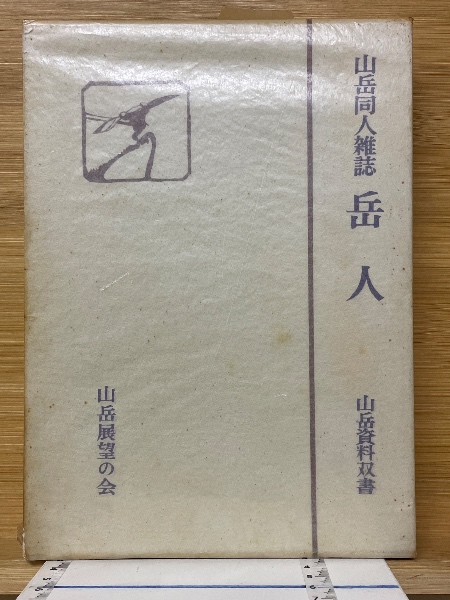 山岳同人雑誌 岳人
山岳資料双書
山岳展望の会